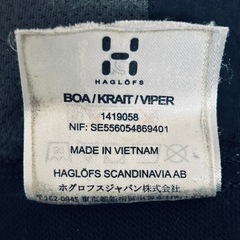 HAGLÖFS
BOA/KRAIT/VIPER
1419058
NIF: SE556054869401
MADE IN VIETNAM
HAGLÖFS SCANDINAVIA AB
ホグロフスジャパン株式会社